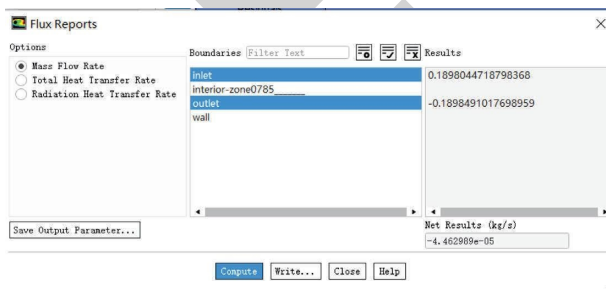 Flux Reports
Options
Mass Flow Rate
Total Heat Transfer Rate
Radiation Heat Transfer Rate
Save Output Parameter...
Boundaries Filter Text
inlet
interior-zone0785______
outlet
wall
Results
0.1898044718798368
-0.1898491017698959
Net Results (kg/s)
-4.462989e-05
Compute Write... Close Help